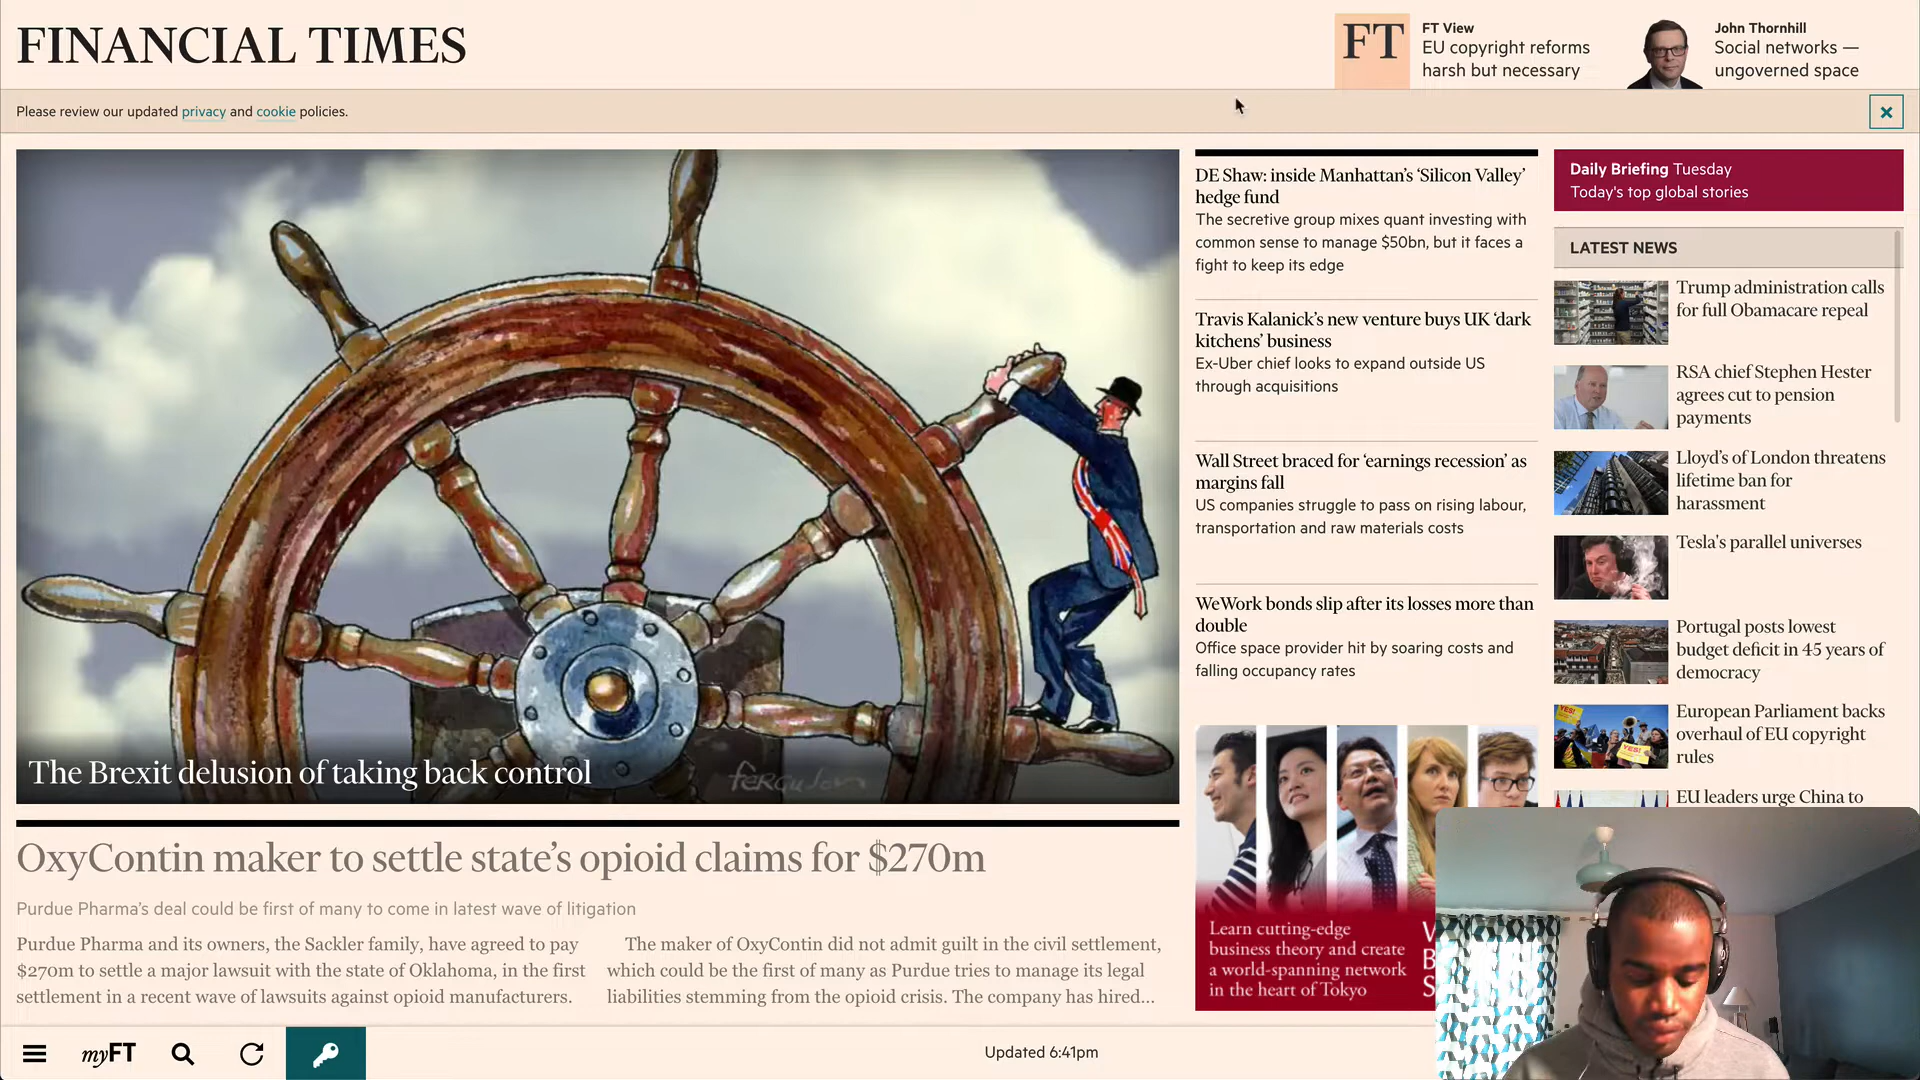 FINANCIAL TIMES
FT
FT View
EU copyright reforms
harsh but necessary
John Thornhill
Social networks —
ungoverned space
Please review our updated privacy and cookie policies.
The Brexit delusion of taking back control
ferguson
OxyContin maker to settle state’s opioid claims for $270m
Purdue Pharma’s deal could be first of many to come in latest wave of litigation
Purdue Pharma and its owners, the Sackler family, have agreed to pay
$270m to settle a major lawsuit with the state of Oklahoma, in the first
settlement in a recent wave of lawsuits against opioid manufacturers.
The maker of OxyContin did not admit guilt in the civil settlement,
which could be the first of many as Purdue tries to manage its legal
liabilities stemming from the opioid crisis. The company has hired...
DE Shaw: inside Manhattan’s ‘Silicon Valley’
hedge fund
The secretive group mixes quant investing with
common sense to manage $50bn, but it faces a
fight to keep its edge
Travis Kalanick’s new venture buys UK ‘dark
kitchens’ business
Ex-Uber chief looks to expand outside US
through acquisitions
Wall Street braced for ‘earnings recession’ as
margins fall
US companies struggle to pass on rising labour,
transportation and raw materials costs
WeWork bonds slip after its losses more than
double
Office space provider hit by soaring costs and
falling occupancy rates
Learn cutting-edge
business theory and create
a world-spanning network
in the heart of Tokyo
Daily Briefing Tuesday
Today's top global stories
LATEST NEWS
Trump administration calls
for full Obamacare repeal
RSA chief Stephen Hester
agrees cut to pension
payments
Lloyd’s of London threatens
lifetime ban for
harassment
Tesla's parallel universes
Portugal posts lowest
budget deficit in 45 years of
democracy
YES!
YES!
European Parliament backs
overhaul of EU copyright
rules
EU leaders urge China to
myFT
Updated 6:41pm